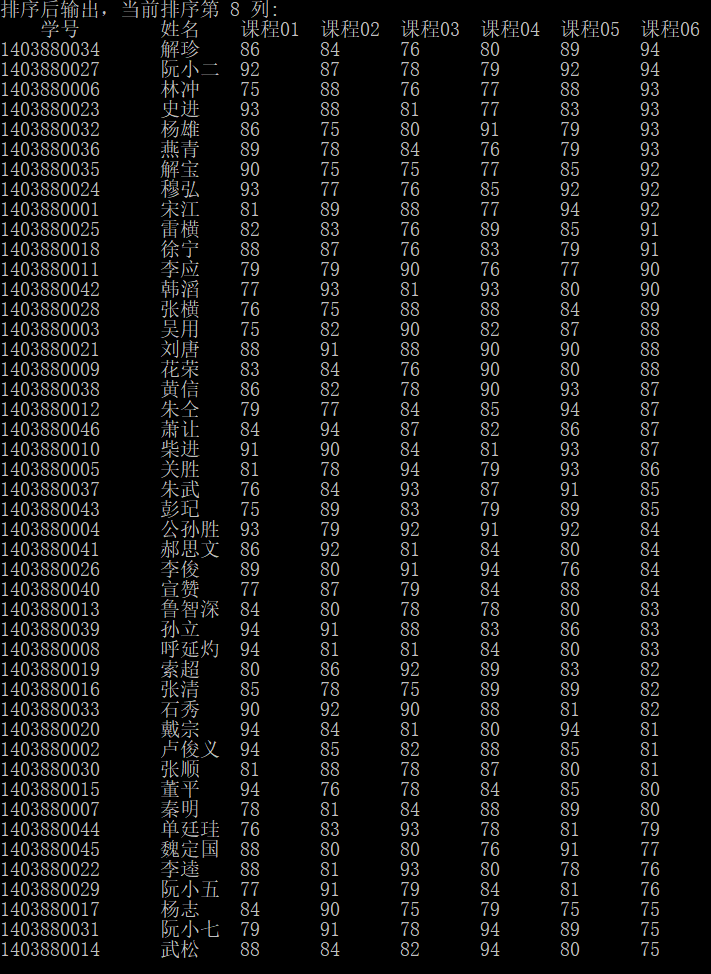 排序后输出，当前排序第 8 列:
学号 姓名 课程01 课程02 课程03 课程04 课程05 课程06
1403880034 解珍 86 84 76 80 89 94
1403880027 阮小二 92 87 78 79 92 94
1403880006 林冲 75 88 76 77 88 93
1403880023 史进 93 88 81 77 83 93
1403880032 杨雄 86 75 80 91 79 93
1403880036 燕青 89 78 84 76 79 93
1403880035 解宝 90 75 75 77 85 92
1403880024 穆弘 93 77 76 85 92 92
1403880001 宋江 81 89 88 77 94 92
1403880025 雷横 82 83 76 89 85 91
1403880018 徐宁 88 87 76 83 79 91
1403880011 李应 79 79 90 76 77 90
1403880042 韩滔 77 93 81 93 80 90
1403880028 张横 76 75 88 88 84 89
1403880003 吴用 75 82 90 82 87 88
1403880021 刘唐 88 91 88 90 90 88
1403880009 花荣 83 84 76 90 80 88
1403880038 黄信 86 82 78 90 93 87
1403880012 朱仝 79 77 84 85 94 87
1403880046 萧让 84 94 87 82 86 87
1403880010 柴进 91 90 84 81 93 87
1403880005 关胜 81 78 94 79 93 86
1403880037 朱武 76 84 93 87 91 85
1403880043 彭玘 75 89 83 79 89 85
1403880004 公孙胜 93 79 92 91 92 84
1403880041 郝思文 86 92 81 84 80 84
1403880026 李俊 89 80 91 94 76 84
1403880040 宣赞 77 87 79 84 88 84
1403880013 鲁智深 84 80 78 78 80 83
1403880039 孙立 94 91 88 83 86 83
1403880008 呼延灼 94 81 81 84 80 83
1403880019 索超 80 86 92 89 83 82
1403880016 张清 85 78 75 89 89 82
1403880033 石秀 90 92 90 88 81 82
1403880020 戴宗 94 84 81 80 94 81
1403880002 卢俊义 94 85 82 88 85 81
1403880030 张顺 81 88 78 87 80 81
1403880015 董平 94 76 78 84 85 80
1403880007 秦明 78 81 84 88 89 80
1403880044 单廷珪 76 83 93 78 81 79
1403880045 魏定国 88 80 80 76 91 77
1403880022 李逵 88 81 93 80 78 76
1403880029 阮小五 77 91 79 84 81 76
1403880017 杨志 84 90 75 79 75 75
1403880031 阮小七 79 91 78 94 89 75
1403880014 武松 88 84 82 94 80 75